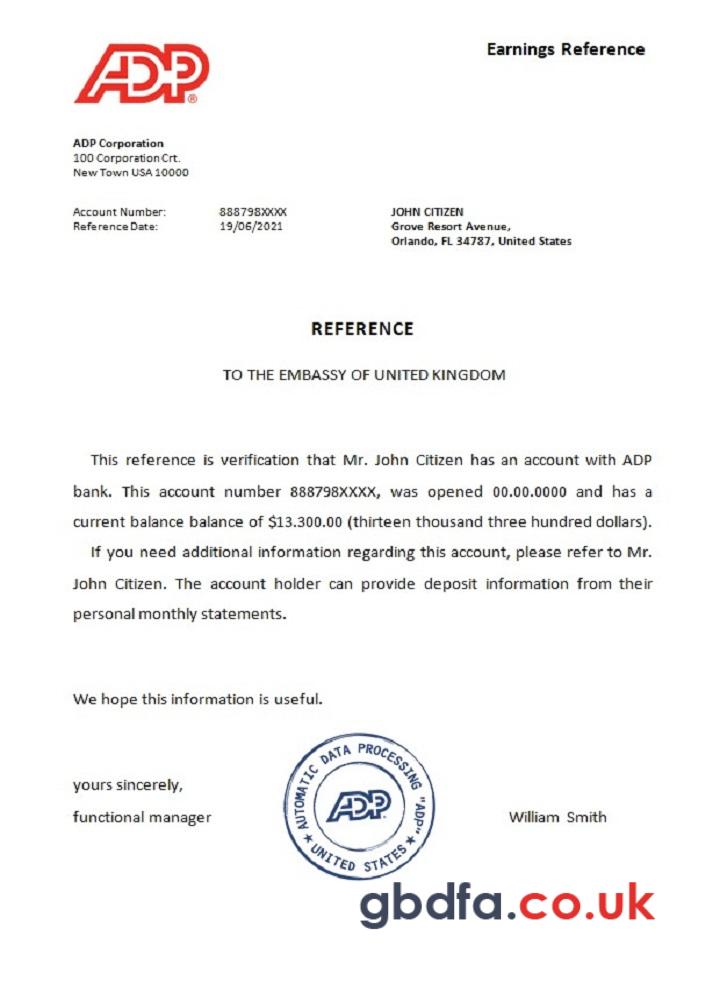 ADP
Earnings Reference
ADP Corporation
100 Corporation Crt.
New Town USA 10000
Account Number: 888798XXXX
Reference Date: 19/06/2021
JOHN CITIZEN
Grove Resort Avenue,
Orlando, FL 34787, United States
REFERENCE
TO THE EMBASSY OF UNITED KINGDOM
This reference is verification that Mr. John Citizen has an account with ADP
bank. This account number 888798XXXX, was opened 00.00.0000 and has a
current balance balance of $13.300.00 (thirteen thousand three hundred dollars).
If you need additional information regarding this account, please refer to Mr.
John Citizen. The account holder can provide deposit information from their
personal monthly statements.
We hope this information is useful.
yours sincerely,
functional manager
AUTOMATIC DATA PROCESSING "ADP"
ADP
★ UNITED STATES ★
William Smith
gbdfa.co.uk